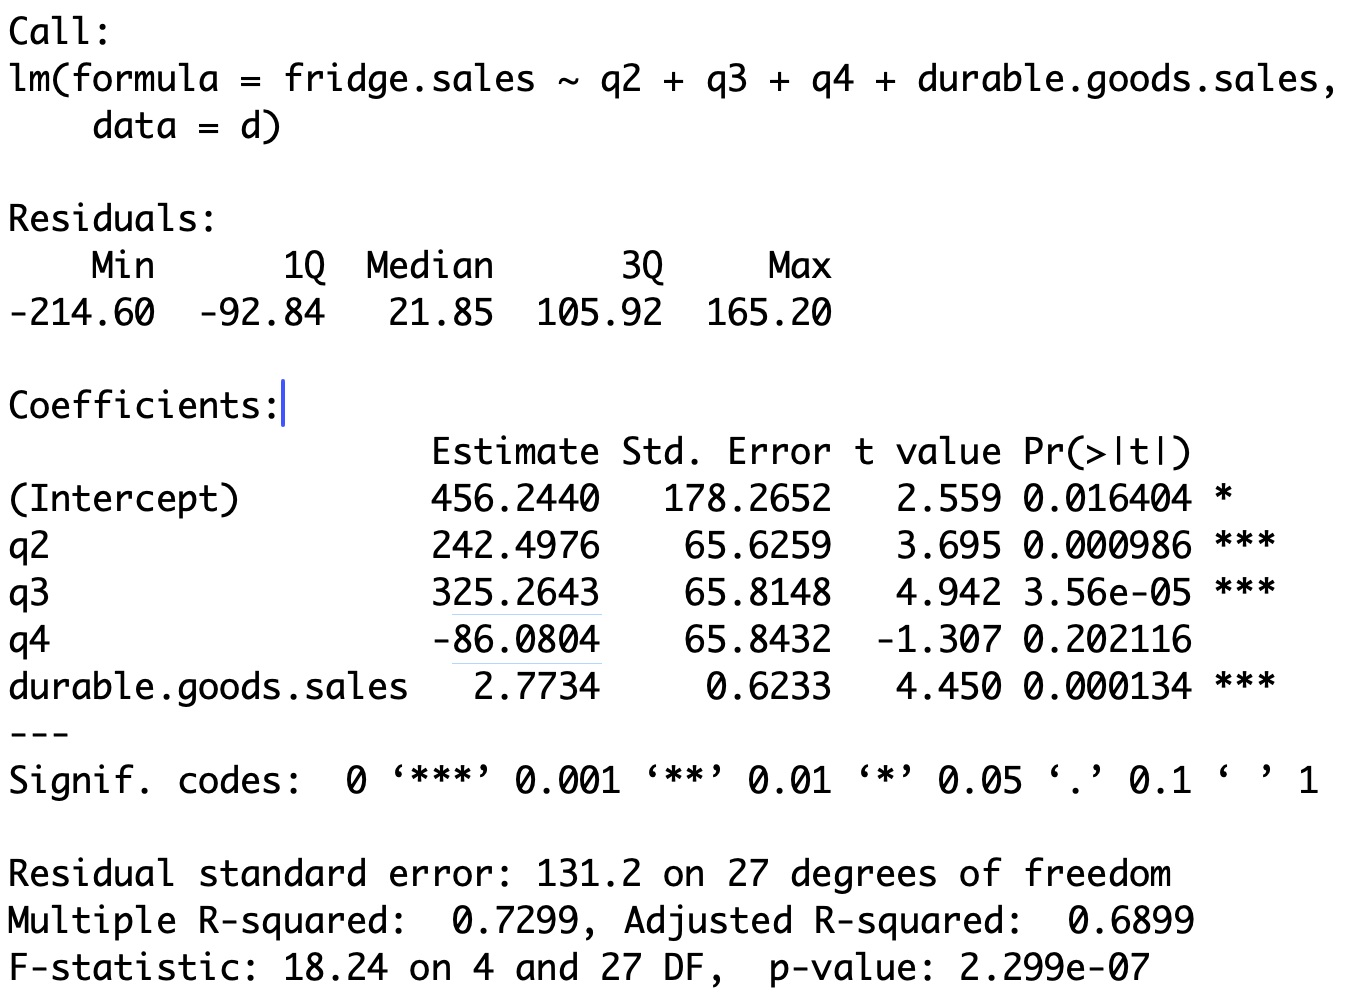 Call:
lm(formula = fridge.sales ~ q2 + q3 + q4 + durable.goods.sales,
    data = d)

Residuals:
    Min      1Q  Median      3Q     Max
-214.60  -92.84   21.85  105.92  165.20

Coefficients:
                    Estimate Std. Error t value Pr(>|t|)
(Intercept)         456.2440   178.2652   2.559 0.016404 *
q2                  242.4976    65.6259   3.695 0.000986 ***
q3                  325.2643    65.8148   4.942 3.56e-05 ***
q4                  -86.0804    65.8432  -1.307 0.202116
durable.goods.sales   2.7734     0.6233   4.450 0.000134 ***
---
Signif. codes:  0 ‘***’ 0.001 ‘**’ 0.01 ‘*’ 0.05 ‘.’ 0.1 ‘ ’ 1

Residual standard error: 131.2 on 27 degrees of freedom
Multiple R-squared:  0.7299, Adjusted R-squared:  0.6899
F-statistic: 18.24 on 4 and 27 DF,  p-value: 2.299e-07